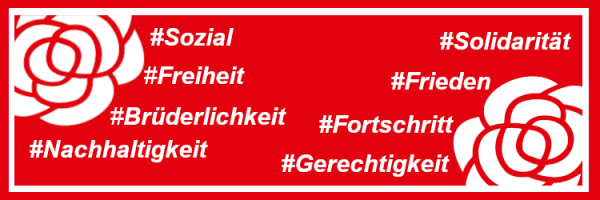 #Sozial
#Freiheit
#Brüderlichkeit
#Nachhaltigkeit
#Solidarität
#Frieden
#Fortschritt
#Gerechtigkeit